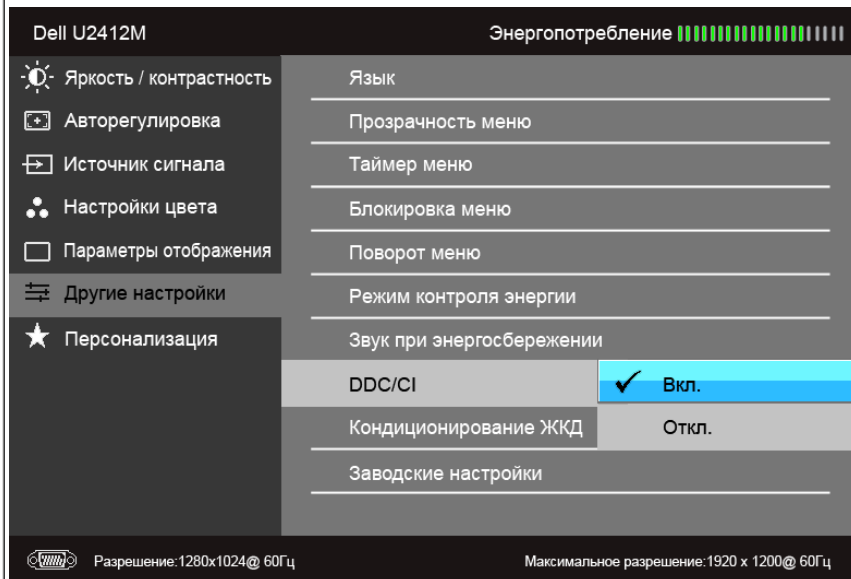 Dell U2412M
Энергопотребление
Яркость / контрастность
Язык
Авторегулировка
Прозрачность меню
Источник сигнала
Таймер меню
Настройки цвета
Блокировка меню
Параметры отображения
Поворот меню
Другие настройки
Режим контроля энергии
Персонализация
Звук при энергосбережении
DDC/CI
Вкл.
Кондиционирование ЖКД
Откл.
Заводские настройки
Разрешение:1280x1024@ 60Гц
Максимальное разрешение:1920 x 1200@ 60Гц